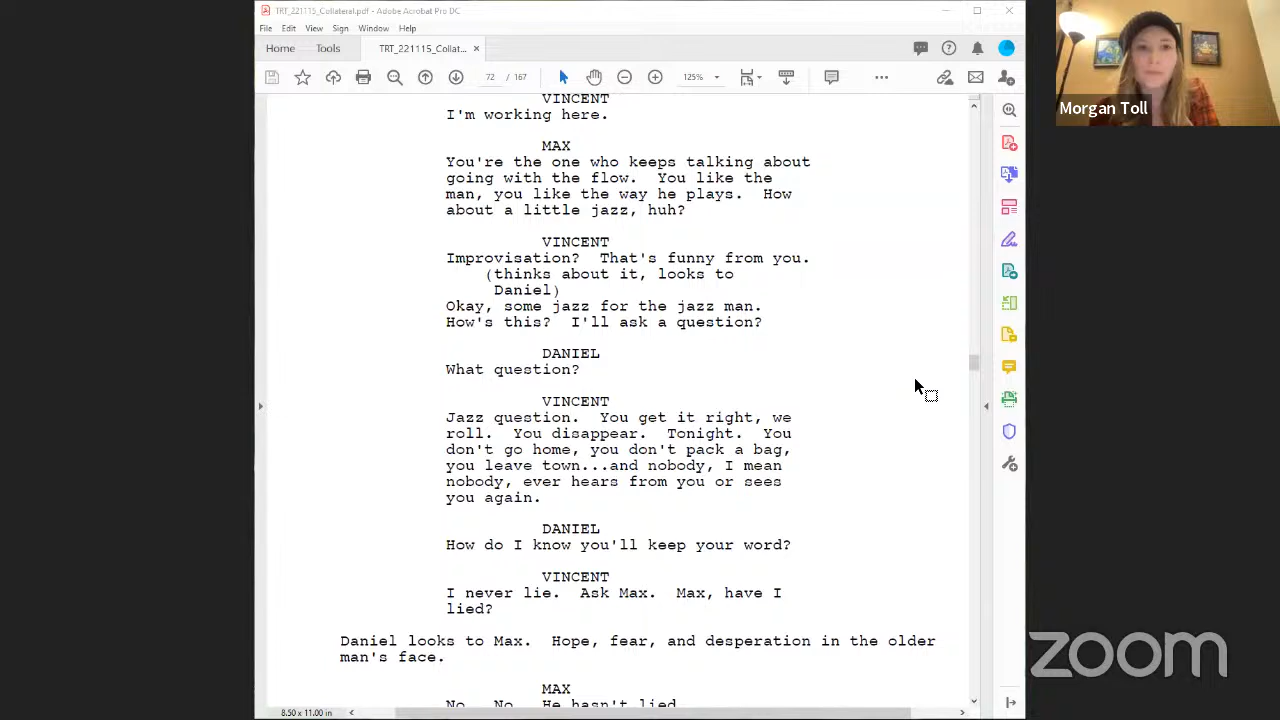 TRT_221115_Collateral.pdf - Adobe Acrobat Pro DC
File Edit View Sign Window Help
Home Tools TRT_221115_Collat... ×
72 / 167 125%
VINCENT
I'm working here.
MAX
You're the one who keeps talking about
going with the flow. You like the
man, you like the way he plays. How
about a little jazz, huh?
VINCENT
Improvisation? That's funny from you.
(thinks about it, looks to
Daniel)
Okay, some jazz for the jazz man.
How's this? I'll ask a question?
DANIEL
What question?
VINCENT
Jazz question. You get it right, we
roll. You disappear. Tonight. You
don't go home, you don't pack a bag,
you leave town...and nobody, I mean
nobody, ever hears from you or sees
you again.
DANIEL
How do I know you'll keep your word?
VINCENT
I never lie. Ask Max. Max, have I
lied?
Daniel looks to Max. Hope, fear, and desperation in the older
man's face.
MAX
No. No. He hasn't lied
8.50 x 11.00 in
Morgan Toll
zoom